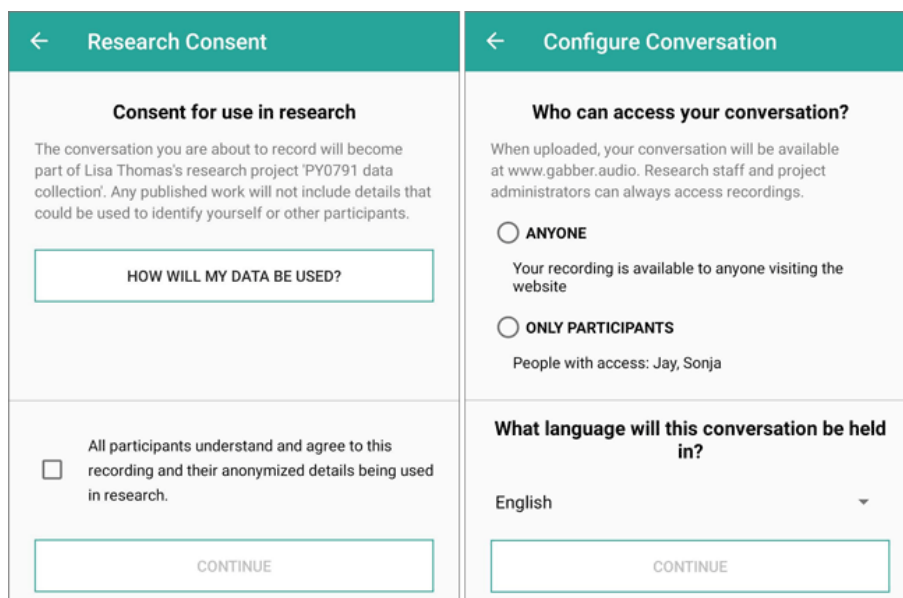 Research Consent
Consent for use in research
The conversation you are about to record will become
part of Lisa Thomas's research project 'PY0791 data
collection'. Any published work will not include details that
could be used to identify yourself or other participants.
HOW WILL MY DATA BE USED?
All participants understand and agree to this
recording and their anonymized details being used
in research.
CONTINUE
Configure Conversation
Who can access your conversation?
When uploaded, your conversation will be available
at www.gabber.audio. Research staff and project
administrators can always access recordings.
ANYONE
Your recording is available to anyone visiting the
website
ONLY PARTICIPANTS
People with access: Jay, Sonja
What language will this conversation be held
in?
English
CONTINUE